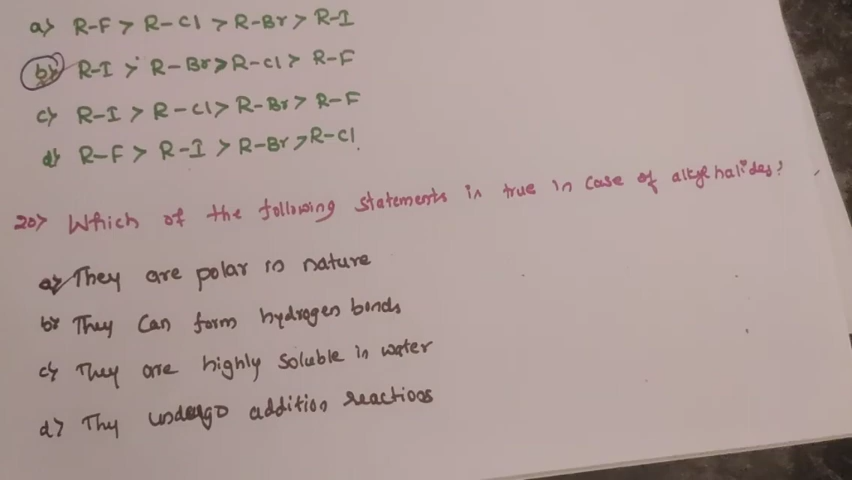 a) R-F > R-Cl > R-Br > R-I
b) R-I > R-Br > R-Cl > R-F
c) R-I > R-Cl > R-Br > R-F
d) R-F > R-I > R-Br > R-Cl.
20) Which of the following statements is true in case of alkyl halides?
a) They are polar in nature
b) They can form hydrogen bonds
c) They are highly soluble in water
d) Thy undergo addition reactions